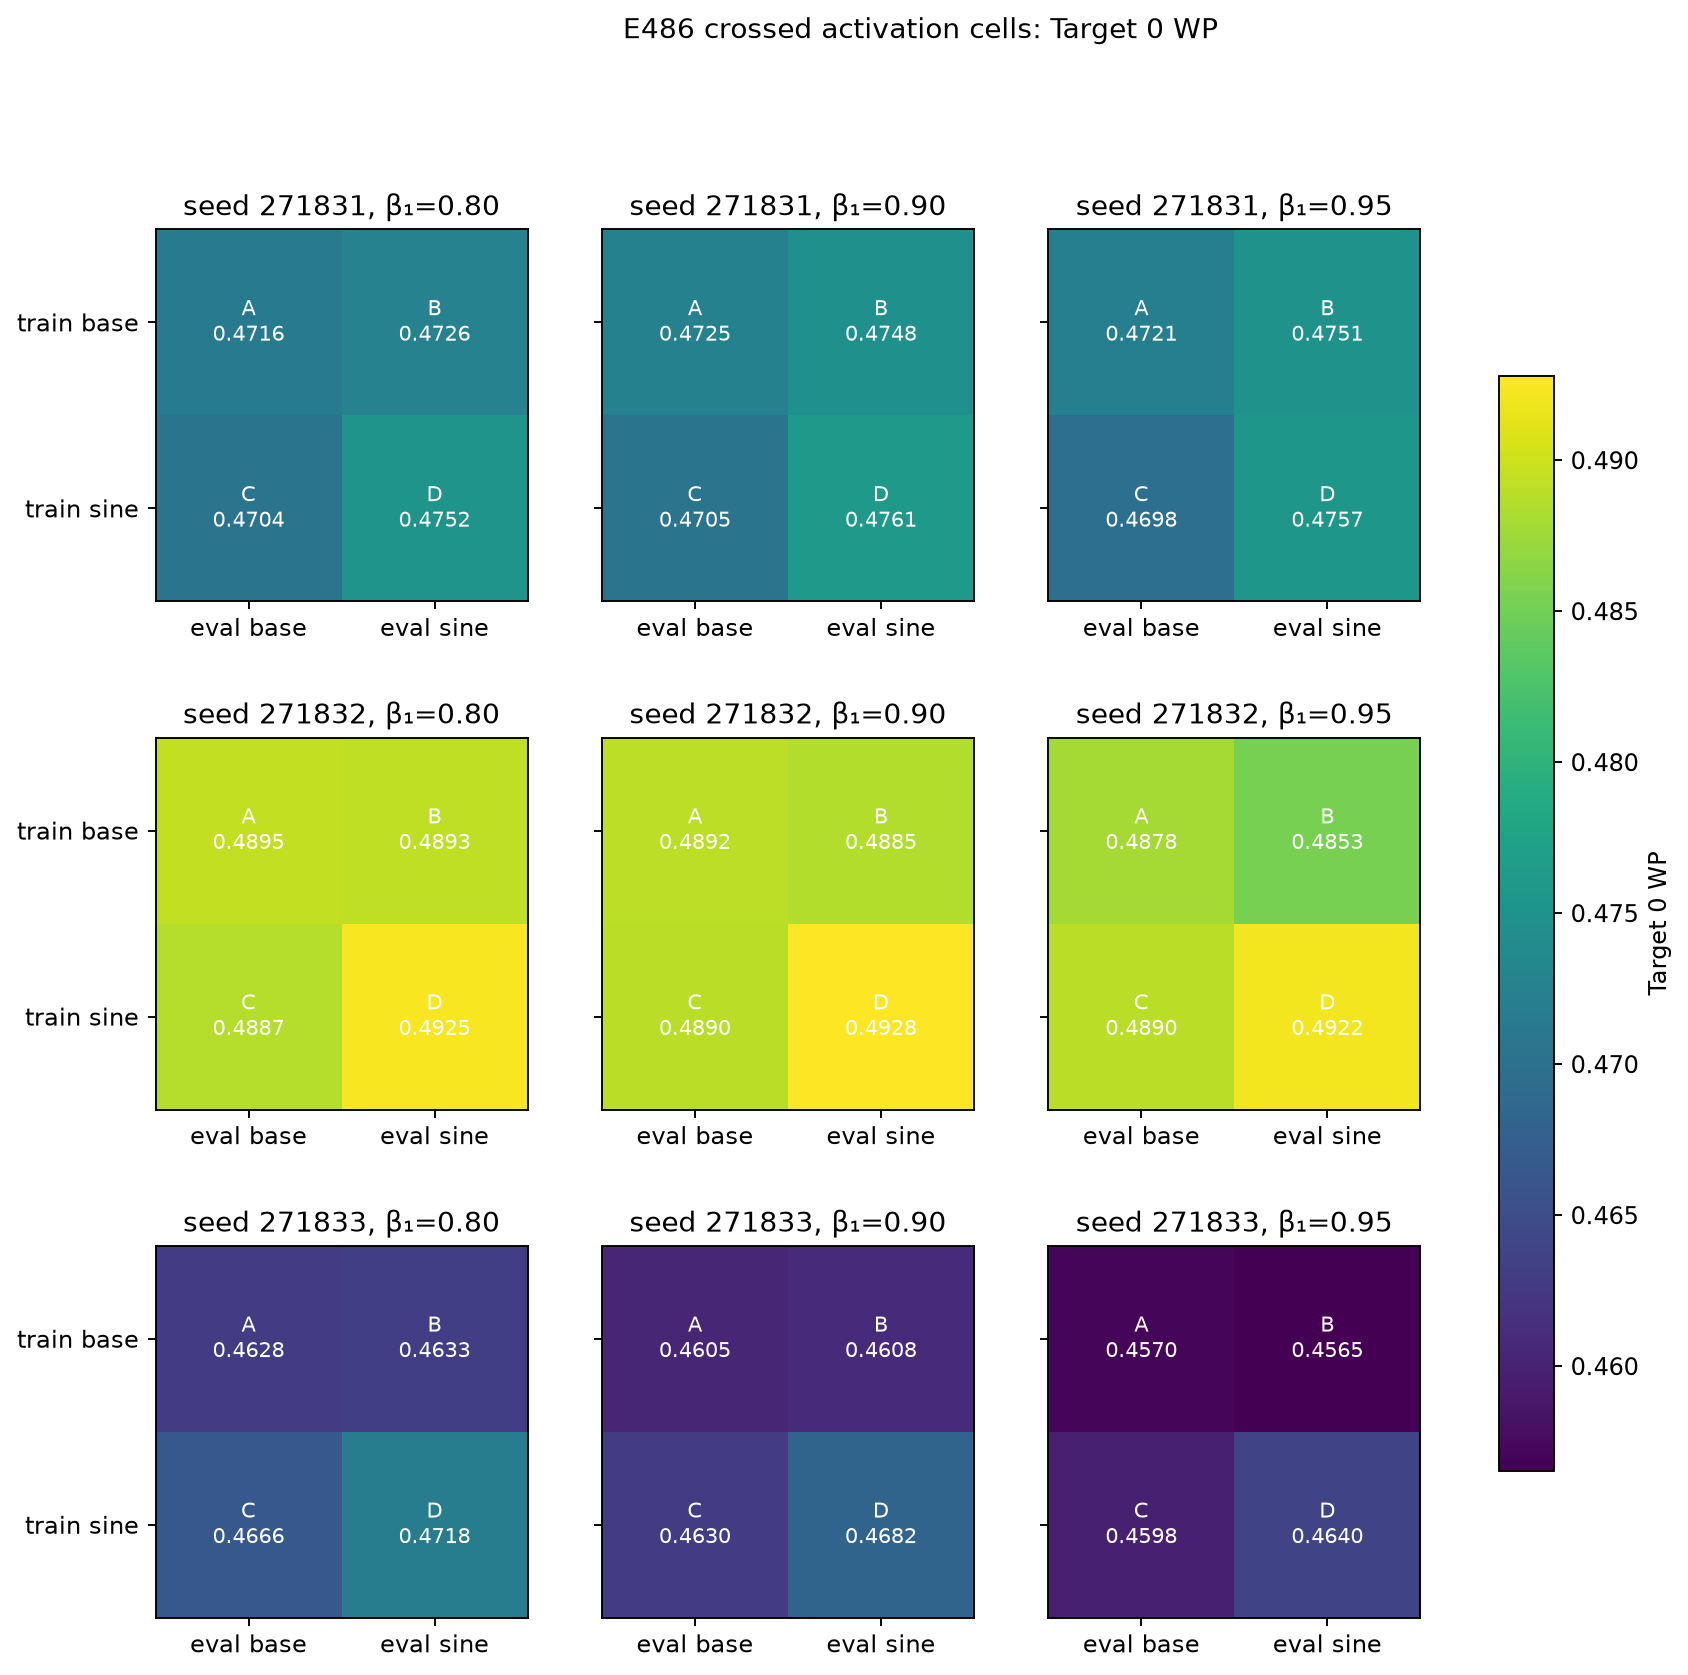 E486 crossed activation cells: Target 0 WP
seed 271831, β₁=0.80
seed 271831, β₁=0.90
seed 271831, β₁=0.95
train base
train sine
A
0.4716
B
0.4726
C
0.4704
D
0.4752
eval base
eval sine
A
0.4725
B
0.4748
C
0.4705
D
0.4761
eval base
eval sine
A
0.4721
B
0.4751
C
0.4698
D
0.4757
eval base
eval sine
seed 271832, β₁=0.80
seed 271832, β₁=0.90
seed 271832, β₁=0.95
train base
train sine
A
0.4895
B
0.4893
C
0.4887
D
0.4925
eval base
eval sine
A
0.4892
B
0.4885
C
0.4890
D
0.4928
eval base
eval sine
A
0.4878
B
0.4853
C
0.4890
D
0.4922
eval base
eval sine
seed 271833, β₁=0.80
seed 271833, β₁=0.90
seed 271833, β₁=0.95
train base
train sine
A
0.4628
B
0.4633
C
0.4666
D
0.4718
eval base
eval sine
A
0.4605
B
0.4608
C
0.4630
D
0.4682
eval base
eval sine
A
0.4570
B
0.4565
C
0.4598
D
0.4640
eval base
eval sine
0.490
0.485
0.480
0.475
0.470
0.465
0.460
Target 0 WP